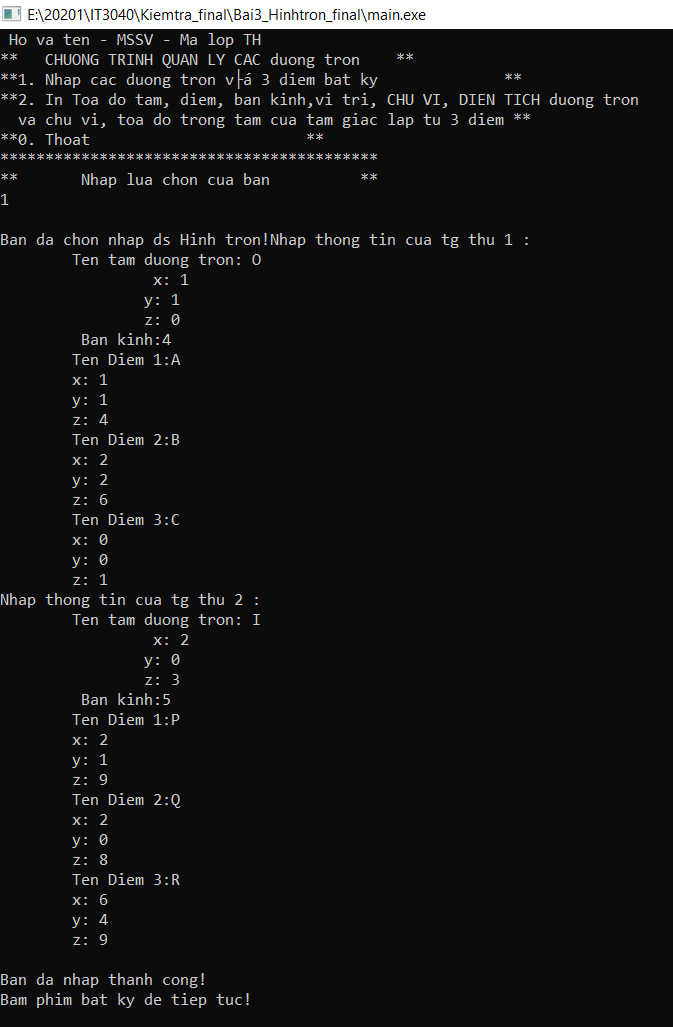 E:\20201\IT3040\Kiemtra_final\Bai3_Hinhtron_final\main.exe
Ho va ten - MSSV - Ma lop TH
** CHUONG TRINH QUAN LY CAC duong tron **
**1. Nhap cac duong tron v├á 3 diem bat ky **
**2. In Toa do tam, diem, ban kinh,vi tri, CHU VI, DIEN TICH duong tron
va chu vi, toa do trong tam cua tam giac lap tu 3 diem **
**0. Thoat **
******************************************
** Nhap lua chon cua ban **
1
Ban da chon nhap ds Hinh tron!Nhap thong tin cua tg thu 1 :
Ten tam duong tron: O
x: 1
y: 1
z: 0
Ban kinh:4
Ten Diem 1:A
x: 1
y: 1
z: 4
Ten Diem 2:B
x: 2
y: 2
z: 6
Ten Diem 3:C
x: 0
y: 0
z: 1
Nhap thong tin cua tg thu 2 :
Ten tam duong tron: I
x: 2
y: 0
z: 3
Ban kinh:5
Ten Diem 1:P
x: 2
y: 1
z: 9
Ten Diem 2:Q
x: 2
y: 0
z: 8
Ten Diem 3:R
x: 6
y: 4
z: 9
Ban da nhap thanh cong!
Bam phim bat ky de tiep tuc!